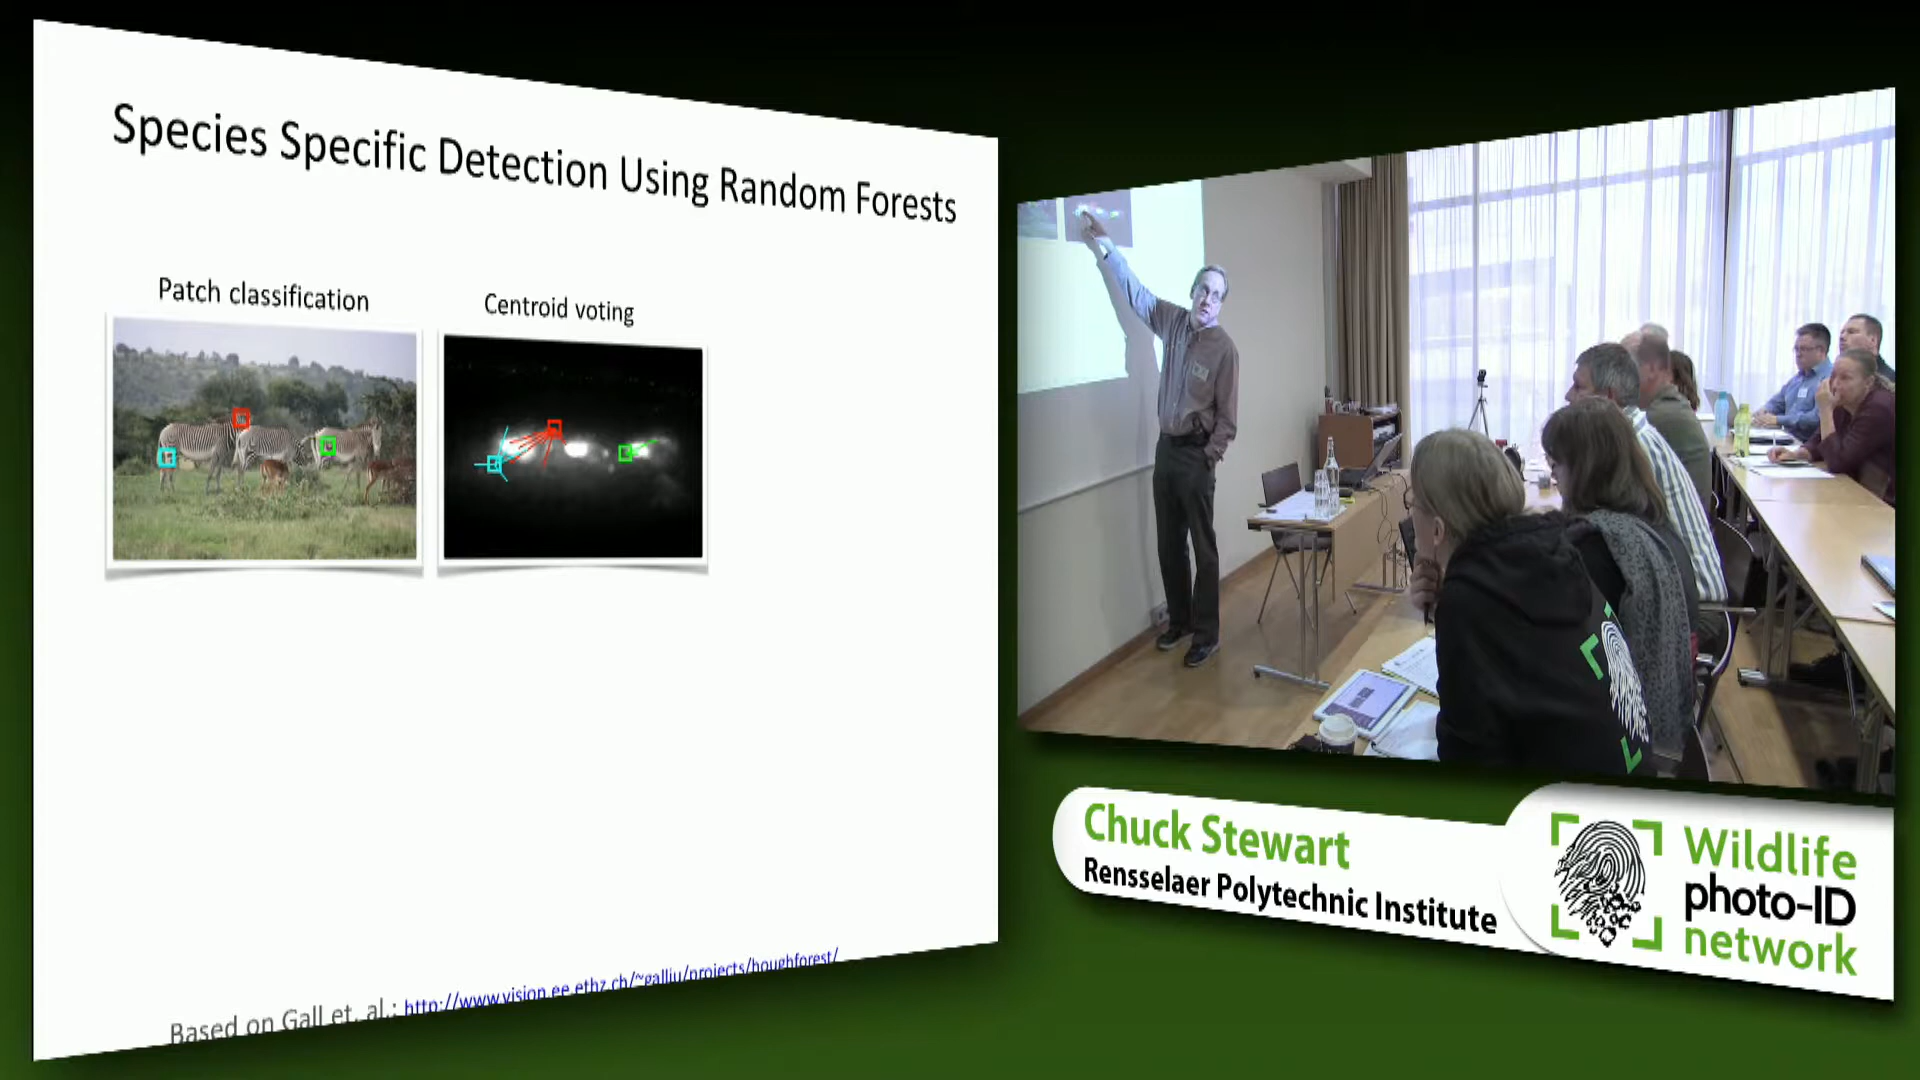 Species Specific Detection Using Random Forests
Patch classification
Centroid voting
Based on Gall et. al.: http://www.vision.ee.ethz.ch/~gallju/projects/houghforest/
Chuck Stewart
Rensselaer Polytechnic Institute
Wildlife
photo-ID
network